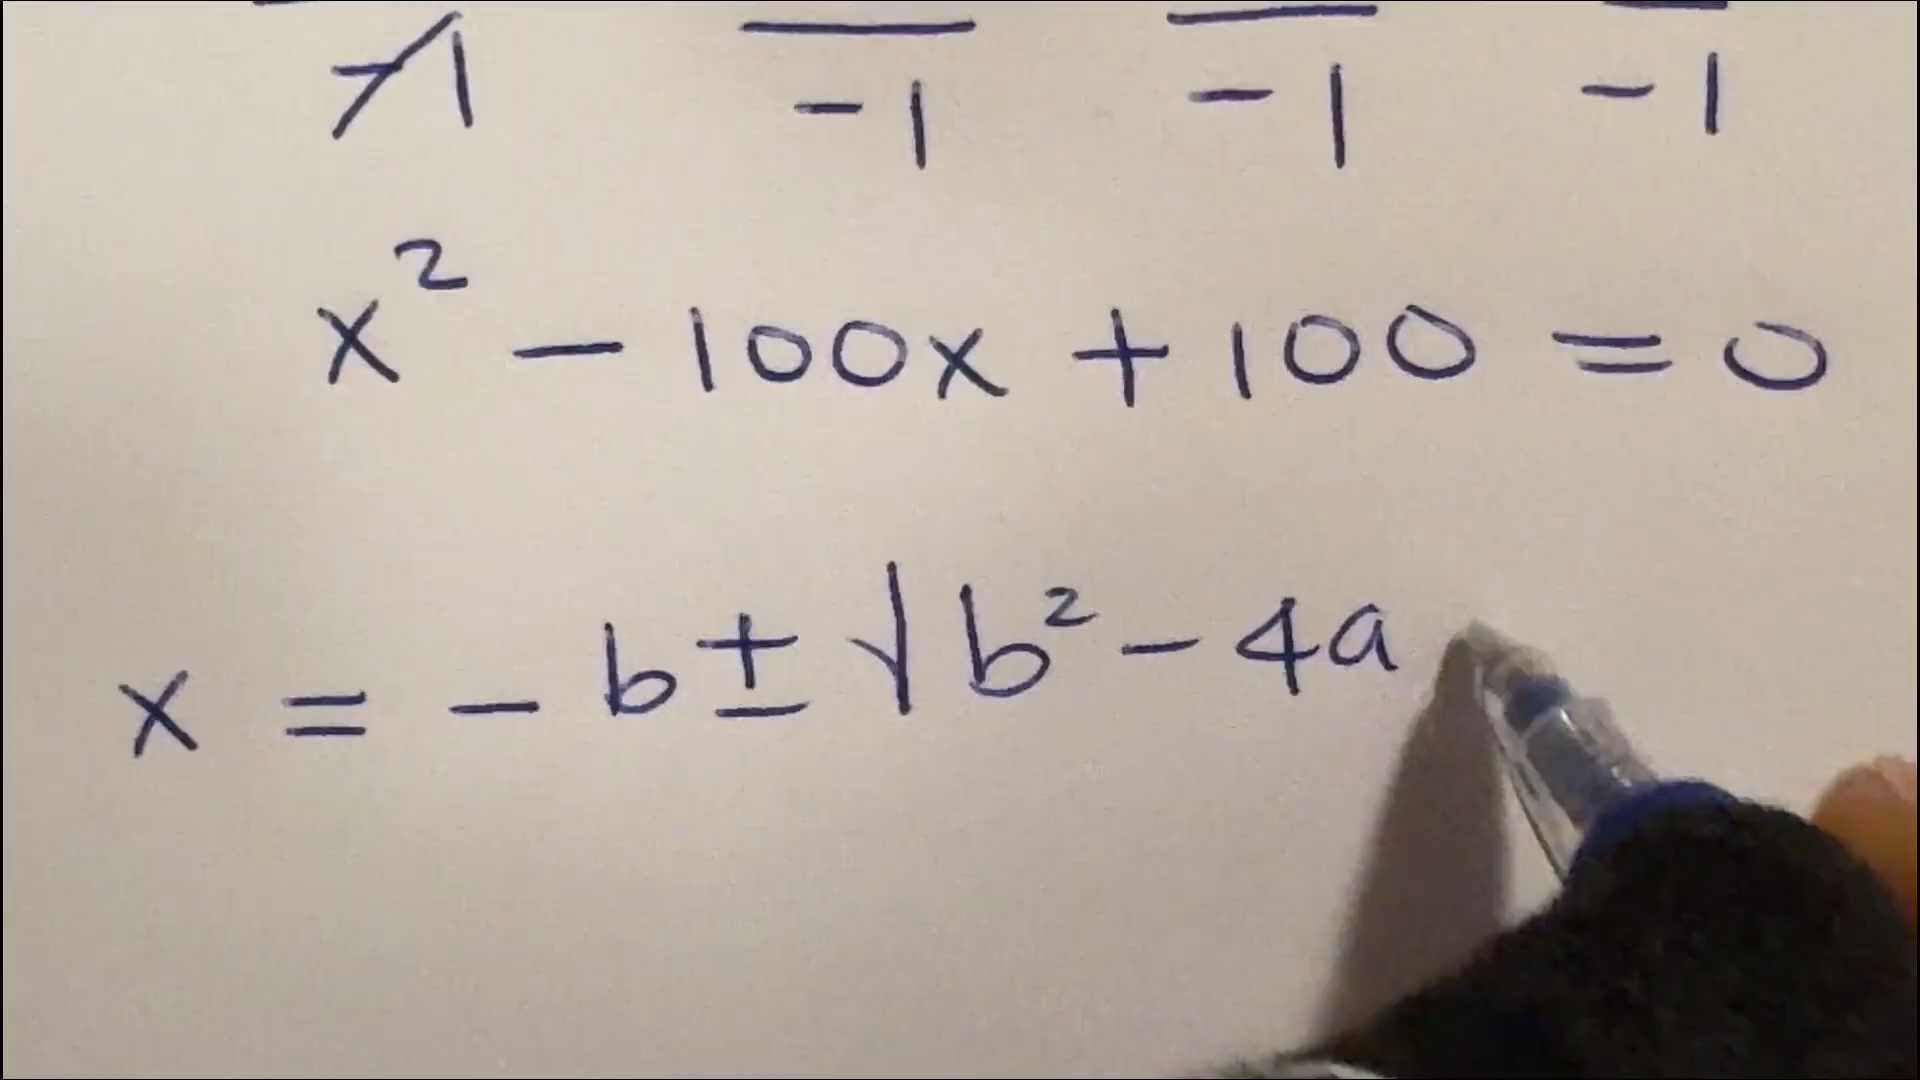 -1 -1 -1 -1
x² - 100x + 100 = 0
x = - b ± √b² - 4a